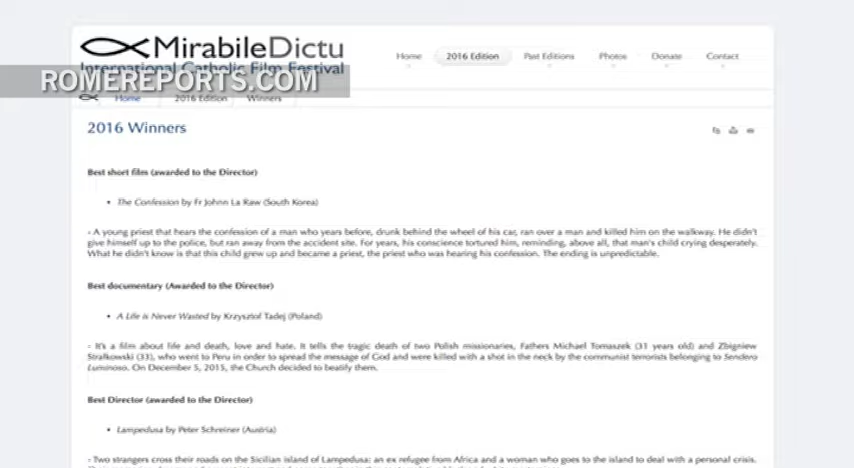 MirabileDictu
International Catholic Film Festival
Home 2016 Edition Past Editions Photos Donate Contact
ROMEREPORTS.COM
Home 2016 Edition Winners
2016 Winners
Best short film (awarded to the Director)
• The Confession by Fr Johnn La Raw (South Korea)
- A young priest that hears the confession of a man who years before, drunk behind the wheel of his car, ran over a man and killed him on the walkway. He didn't
give himself up to the police, but ran away from the accident site. For years, his conscience tortured him, reminding, above all, that man's child crying desperately.
What he didn't know is that this child grew up and became a priest, the priest who was hearing his confession. The ending is unpredictable.
Best documentary (Awarded to the Director)
• A Life is Never Wasted by Krzysztof Tadej (Poland)
- It's a film about life and death, love and hate. It tells the tragic death of two Polish missionaries, Fathers Michael Tomaszek (31 years old) and Zbigniew
Strałkowski (33), who went to Peru in order to spread the message of God and were killed with a shot in the neck by the communist terrorists belonging to Sendero
Luminoso. On December 5, 2015, the Church decided to beatify them.
Best Director (awarded to the Director)
• Lampedusa by Peter Schreiner (Austria)
- Two strangers cross their roads on the Sicilian island of Lampedusa: an ex refugee from Africa and a woman who goes to the island to deal with a personal crisis.